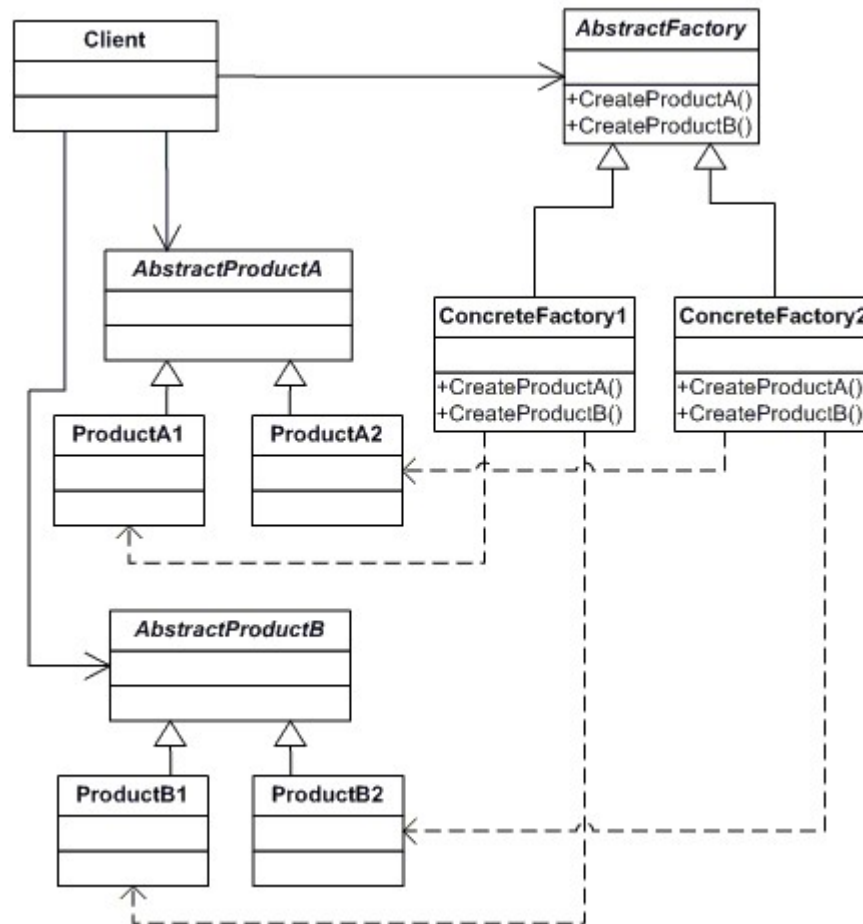 Client
AbstractFactory
+CreateProductA()
+CreateProductB()
AbstractProductA
ConcreteFactory1
+CreateProductA()
+CreateProductB()
ConcreteFactory2
+CreateProductA()
+CreateProductB()
ProductA1
ProductA2
AbstractProductB
ProductB1
ProductB2